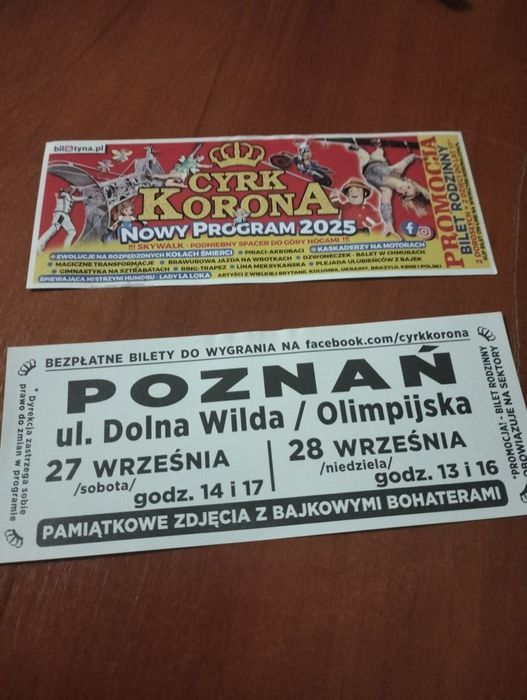 bil tyna.pl
CYRK
KORONA
NOWY PROGRAM 2025
!!! SKYWALK - PODNIEBNY SPACER DO GÓRY NOGAMI !!!
• EWOLUCJE NA ROZPĘDZONYCH KOŁACH ŚMIERCI • PIRACI-AKROBACI • KASKADERZY NA MOTORACH
• MAGICZNE TRANSFORMACJE • BRAWUROWA JAZDA NA WROTKACH • DZWONECZEK - BALET W CHMURACH
• GIMNASTYKA NA SZTRABATACH • RING-TRAPEZ • LINA MEKSYKAŃSKA • PLEJADA ULUBIEŃCÓW Z BAJEK
ŚPIEWAJĄCA MISTRZYNI HUMORU - LADY LA LOKA ARTYŚCI Z WIELKIEJ BRYTANII, KOLUMBII, UKRAINY, BRAZYLII, KENII I POLSKI
PROMOCJA
BILET RODZINNY
BEZPŁATNE BILETY DO WYGRANIA NA facebook.com/cyrkkorona
POZNAŃ
ul. Dolna Wilda / Olimpijska
27 WRZEŚNIA
/sobota/
godz. 14 i 17
28 WRZEŚNIA
/niedziela/
godz. 13 i 16
PAMIĄTKOWE ZDJĘCIA Z BAJKOWYMI BOHATERAMI
* Dyrekcja zastrzega sobie
prawo do zmian w programie
*PROMOCJA! - BILET RODZINNY
OBOWIĄZUJE NA SEKTORY